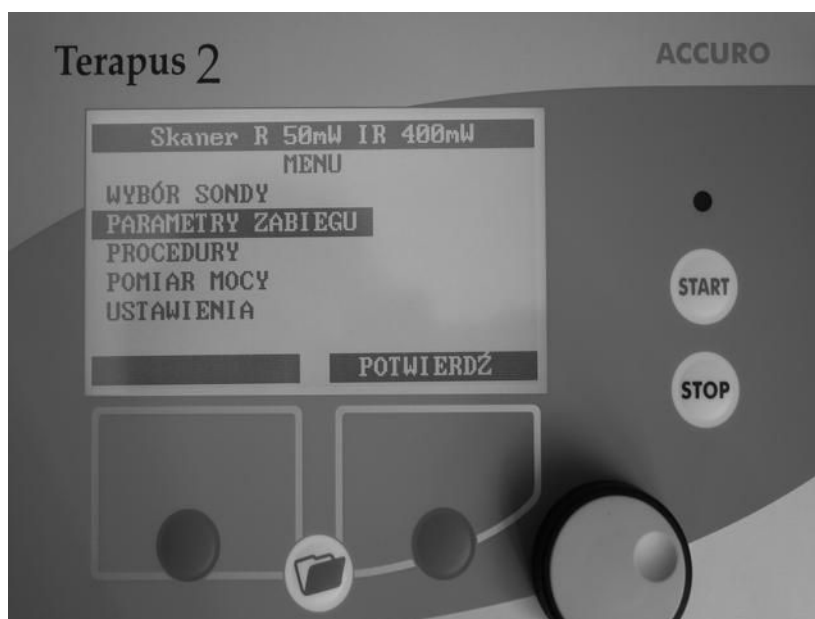 Terapus 2
ACCURO
Skaner R 50mW IR 400mW
MENU
WYBÓR SONDY
PARAMETRY ZABIEGU
PROCEDURY
POMIAR MOCY
USTAWIENIA
POTWIERDŹ
START
STOP